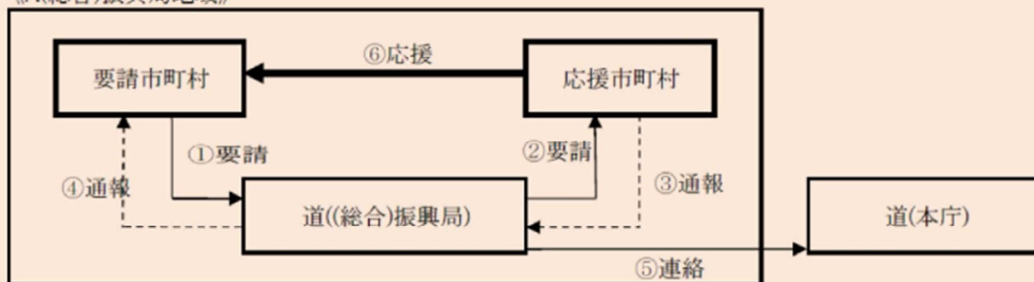 ⑥応援
要請市町村
応援市町村
①要請
②要請
④通報
③通報
道((総合)振興局)
道(本庁)
⑤連絡